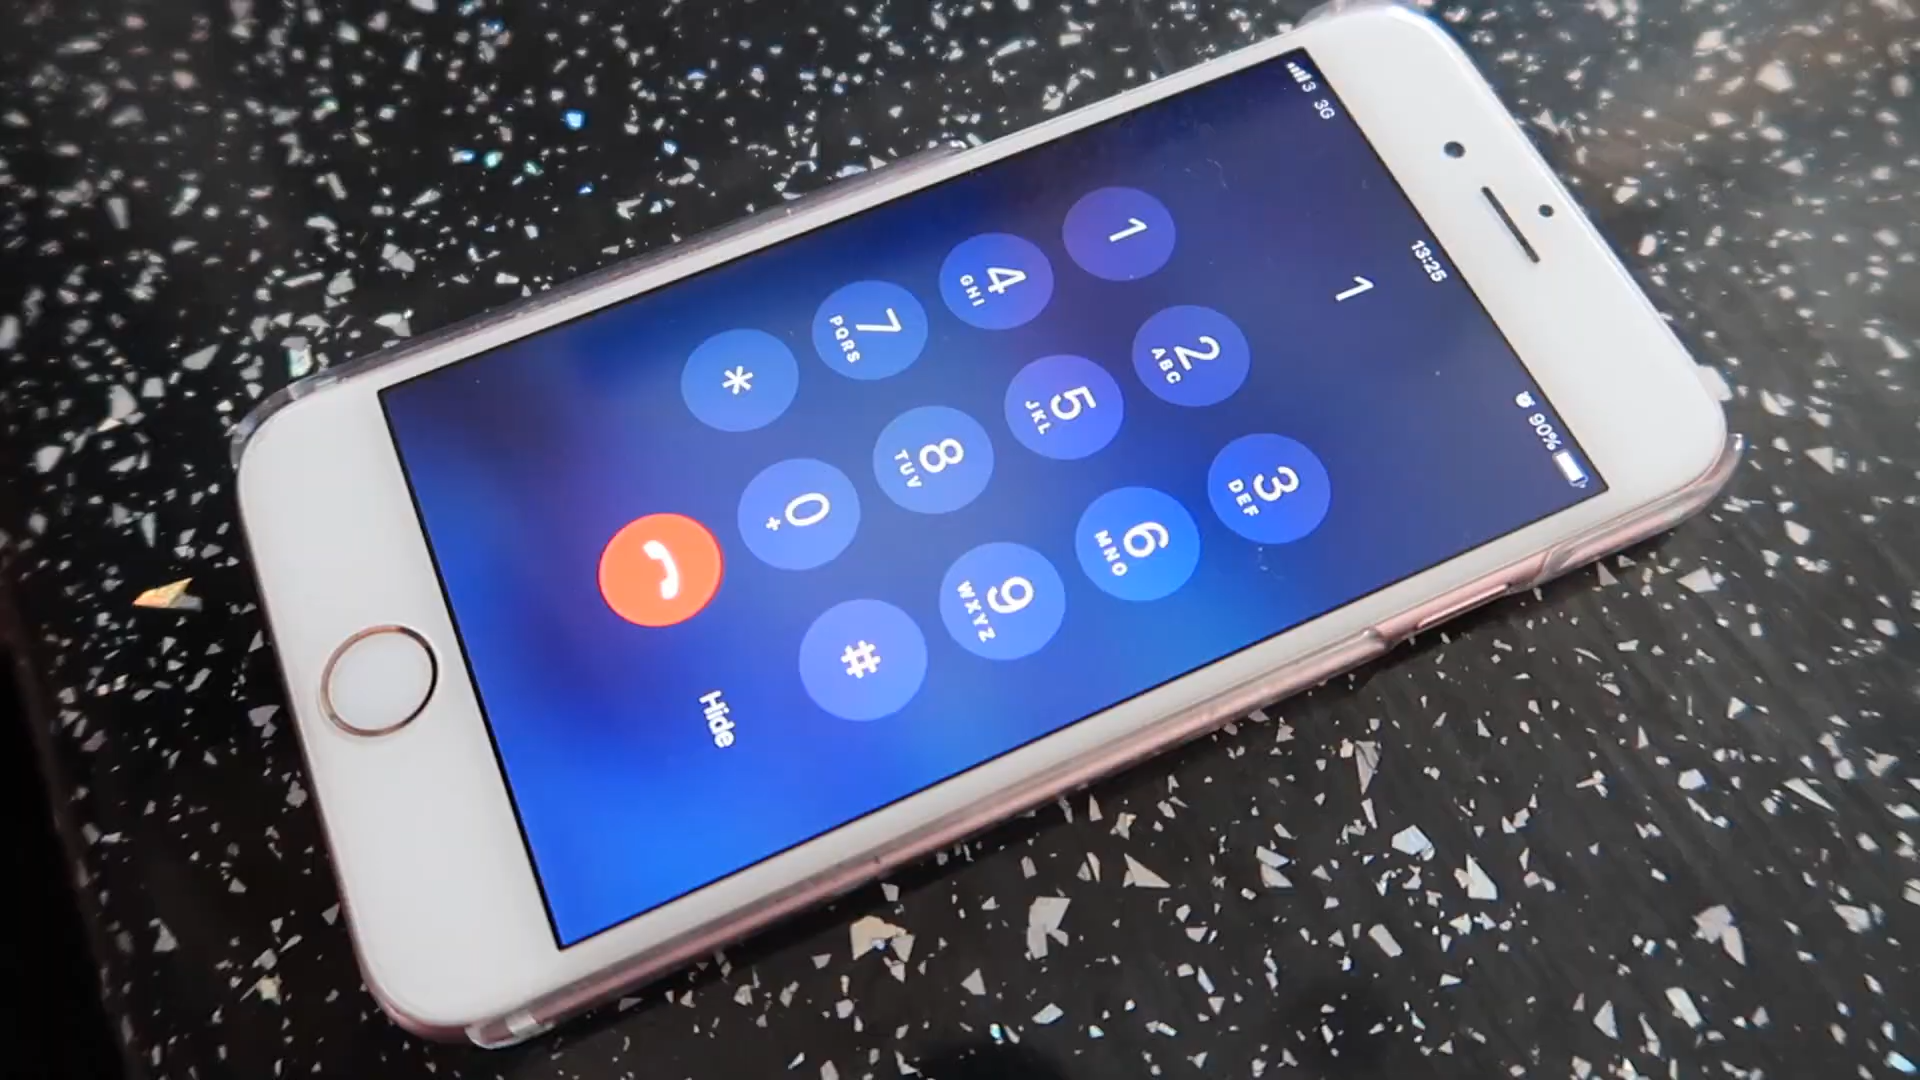 3 3G 13:25 90%
1
1 2 ABC 3 DEF
4 GHI 5 JKL 6 MNO
7 PQRS 8 TUV 9 WXYZ
* 0 + #
Hide